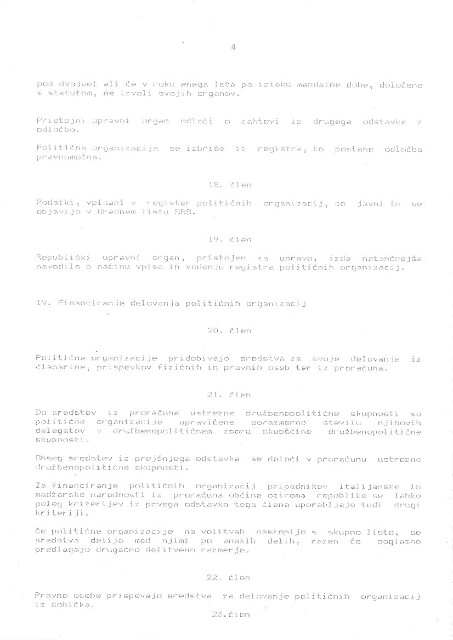 4
pod dvajset ali če v roku enega leta po izteku mandatne dobe, določene
s statutom, ne izvoli svojih organov.
Pristojni upravni organ odloči o zahtevi iz drugega odstavka z
odločbo.
Politična organizacija se izbriše iz registra, ko postane odločba
pravnomočna.
18. člen
Podatki, vpisani v register političnih organizacij, so javni in se
objavijo v Uradnem listu SRS.
19. člen
Republiški upravni organ, pristojen za upravo, izda natančnejša
navodila o načinu vpisa in vodenju registra političnih organizacij.
IV. Financiranje delovanja političnih organizacij
20. člen
Politične organizacije pridobivajo sredstva za svoje delovanje iz
članarine, prispevkov fizičnih in pravnih oseb ter iz proračuna.
21. člen
Do sredstev iz proračuna ustrezne družbenopolitične skupnosti so
politične organizacije upravičene sorazmerno številu njihovih
delegatov v družbenopolitičnem zboru skupščine družbenopolitične
skupnosti.
Obseg sredstev iz prejšnjega odstavka se določi v proračunu ustrezne
družbenopolitične skupnosti.
Za financiranje političnih organizacij pripadnikov italijanske in
madžarske narodnosti iz proračuna občine oziroma republike se lahko
poleg kriterijev iz prvega odstavka tega člena uporabljajo tudi drugi
kriteriji.
Če politične organizacije na volitvah nastopijo s skupno listo, se
sredstva delijo med njimi po enakih delih, razen če soglasno
predlagajo drugačno delitveno razmerje.
22. člen
Pravne osebe prispevajo sredstva za delovanje političnih organizacij
iz dobička.
23.člen